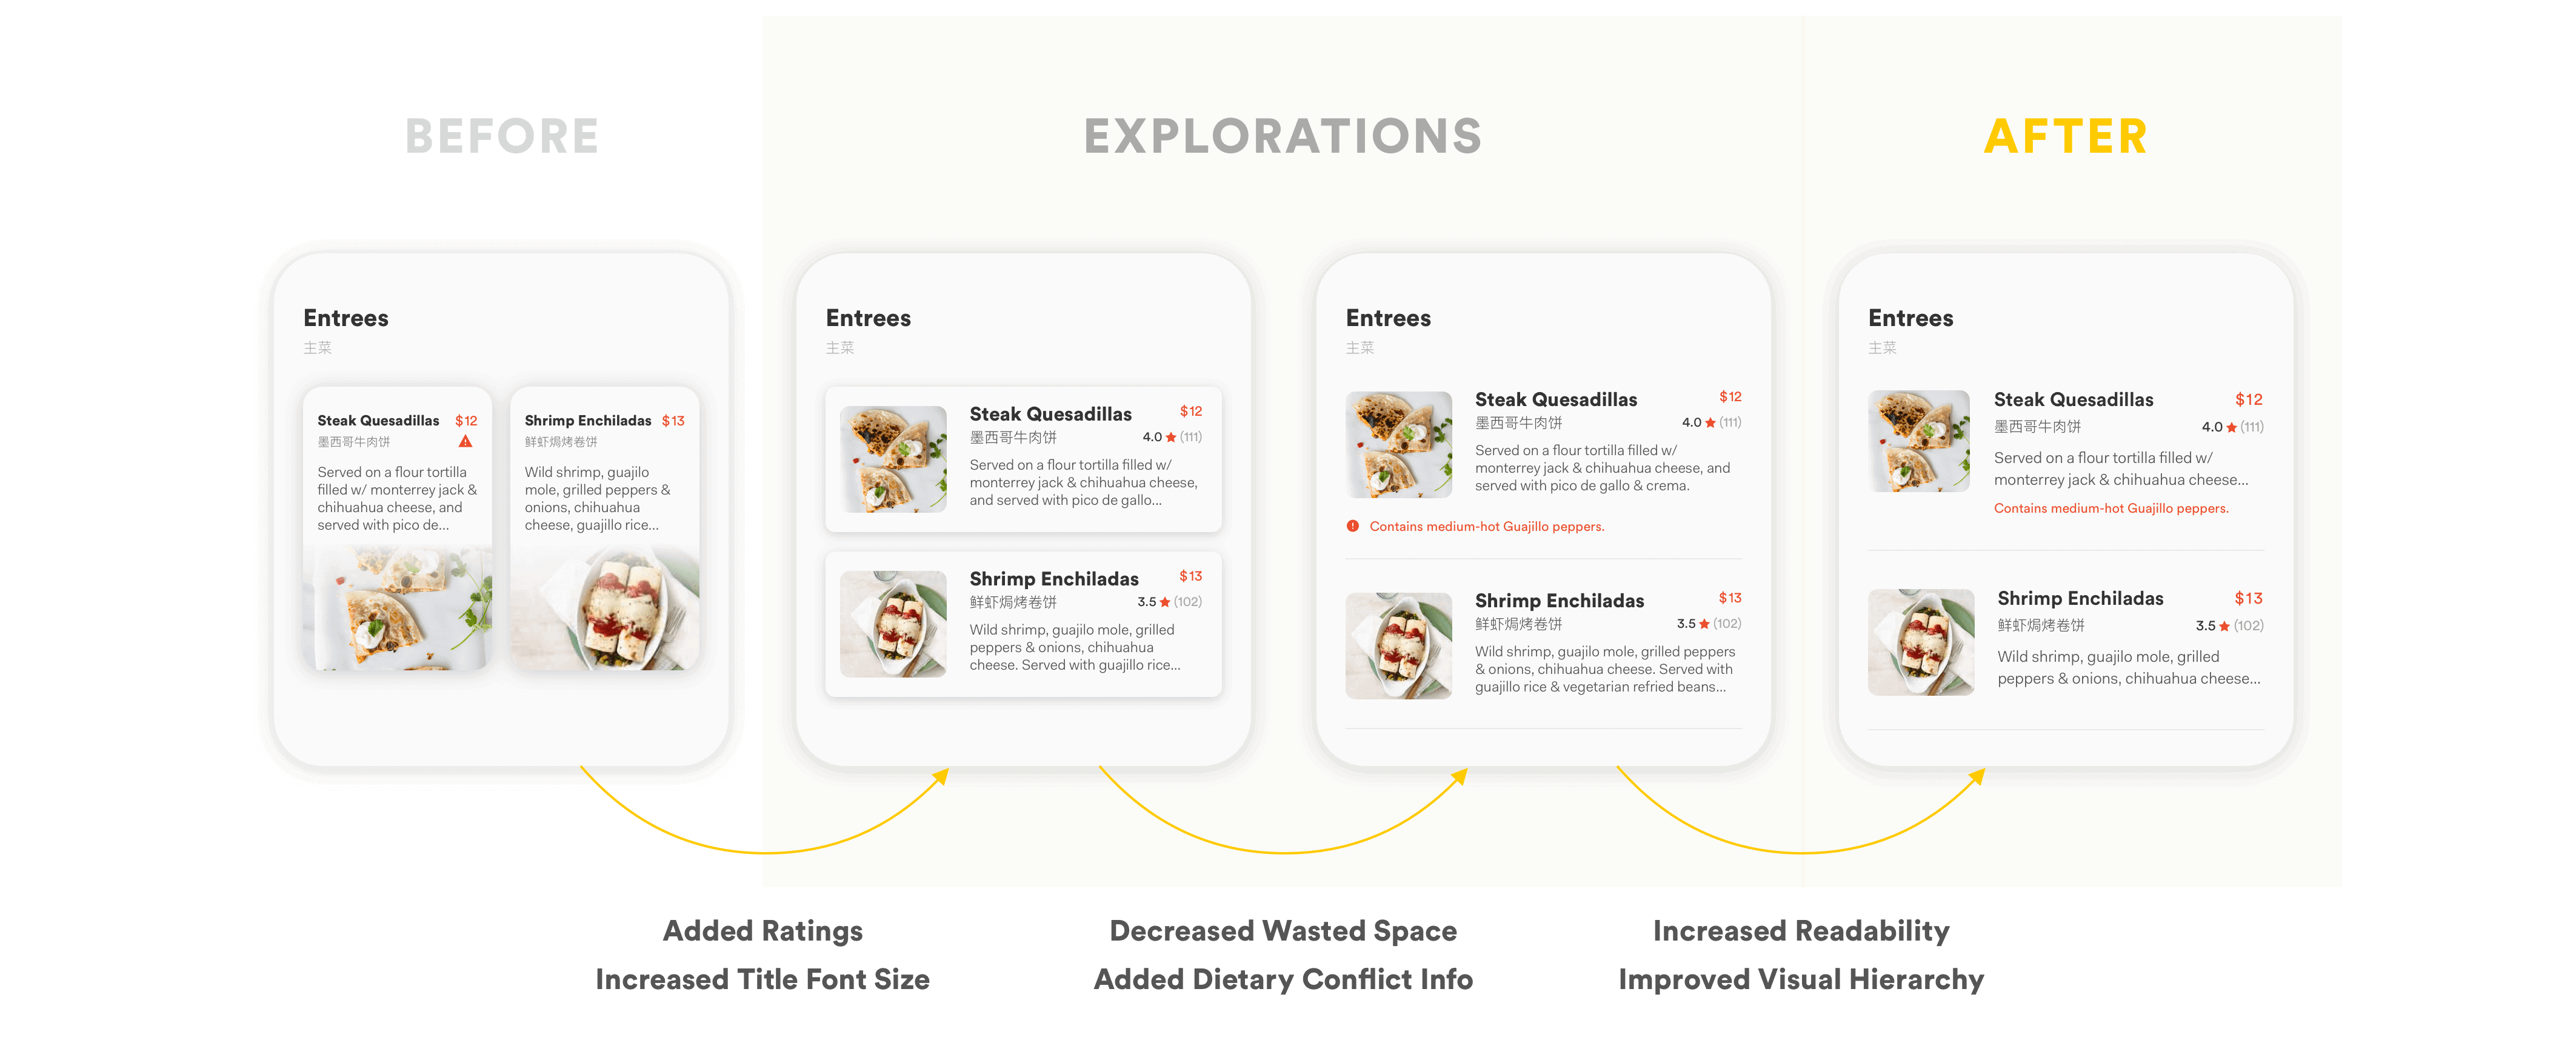 BEFORE
EXPLORATIONS
AFTER
Entrees
主菜
Steak Quesadillas $12
墨西哥牛肉饼
Served on a flour tortilla
filled w/ monterrey jack &
chihuahua cheese, and
served with pico de...
Shrimp Enchiladas $13
鲜虾焗烤卷饼
Wild shrimp, guajilo
mole, grilled peppers &
onions, chihuahua
cheese, guajillo rice...
Entrees
主菜
Steak Quesadillas $12
墨西哥牛肉饼 4.0 ★ (111)
Served on a flour tortilla filled w/
monterrey jack & chihuahua cheese,
and served with pico de gallo...
Shrimp Enchiladas $13
鲜虾焗烤卷饼 3.5 ★ (102)
Wild shrimp, guajilo mole, grilled
peppers & onions, chihuahua
cheese. Served with guajillo rice...
Entrees
主菜
Steak Quesadillas $12
墨西哥牛肉饼 4.0 ★ (111)
Served on a flour tortilla filled w/
monterrey jack & chihuahua cheese, and
served with pico de gallo & crema.
Contains medium-hot Guajillo peppers.
Shrimp Enchiladas $13
鲜虾焗烤卷饼 3.5 ★ (102)
Wild shrimp, guajilo mole, grilled peppers
& onions, chihuahua cheese. Served with
guajillo rice & vegetarian refried beans...
Entrees
主菜
Steak Quesadillas $12
墨西哥牛肉饼 4.0 ★ (111)
Served on a flour tortilla filled w/
monterrey jack & chihuahua cheese...
Contains medium-hot Guajillo peppers.
Shrimp Enchiladas $13
鲜虾焗烤卷饼 3.5 ★ (102)
Wild shrimp, guajilo mole, grilled
peppers & onions, chihuahua cheese...
Added Ratings
Increased Title Font Size
Decreased Wasted Space
Added Dietary Conflict Info
Increased Readability
Improved Visual Hierarchy